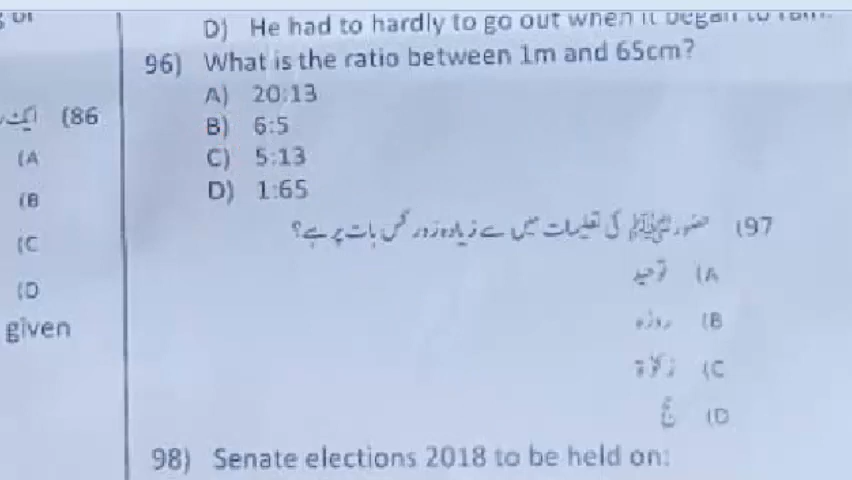 (86
(A
(B
(C
(D
given
D) He had to hardly to go out when it began to rain.
96) What is the ratio between 1m and 65cm?
A) 20:13
B) 6:5
C) 5:13
D) 1:65
97) حضور ﷺ کی تعلیمات میں سے زیادہ زور کس بات پر ہے؟
A) توحید
B) روزہ
C) زکوٰۃ
D) حج
98) Senate elections 2018 to be held on: